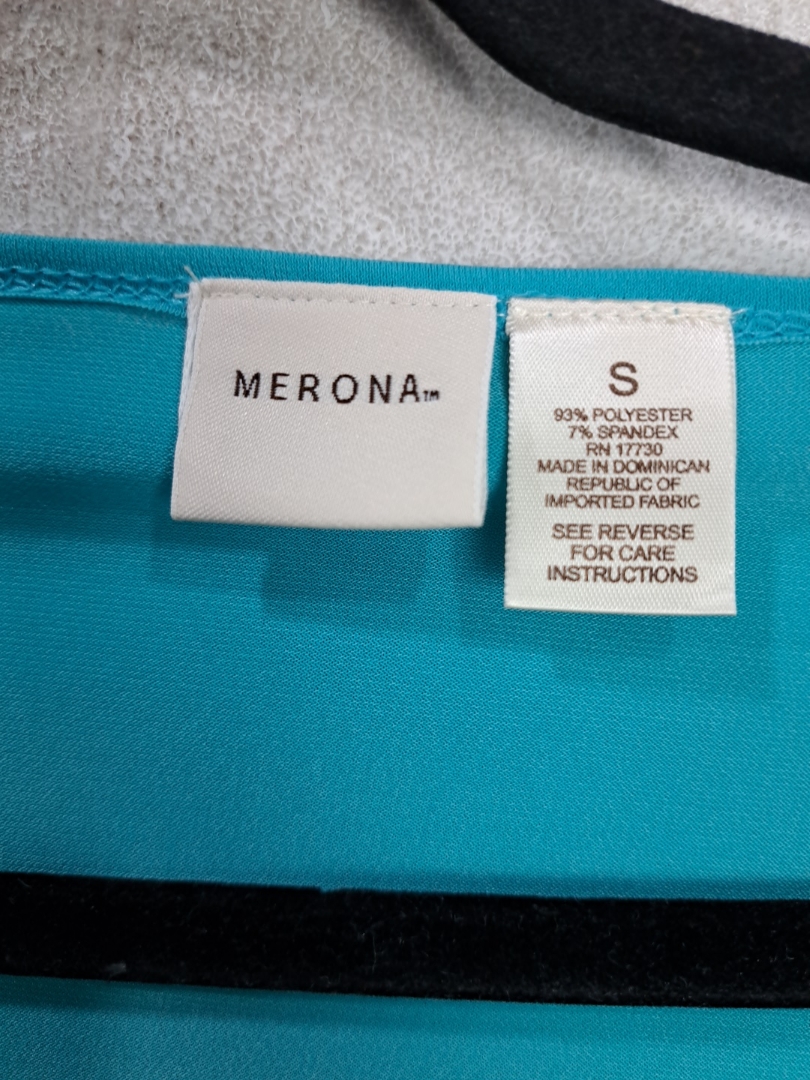 MERONA™
S
93% POLYESTER
7% SPANDEX
RN 17730
MADE IN DOMINICAN
REPUBLIC OF
IMPORTED FABRIC
SEE REVERSE
FOR CARE
INSTRUCTIONS